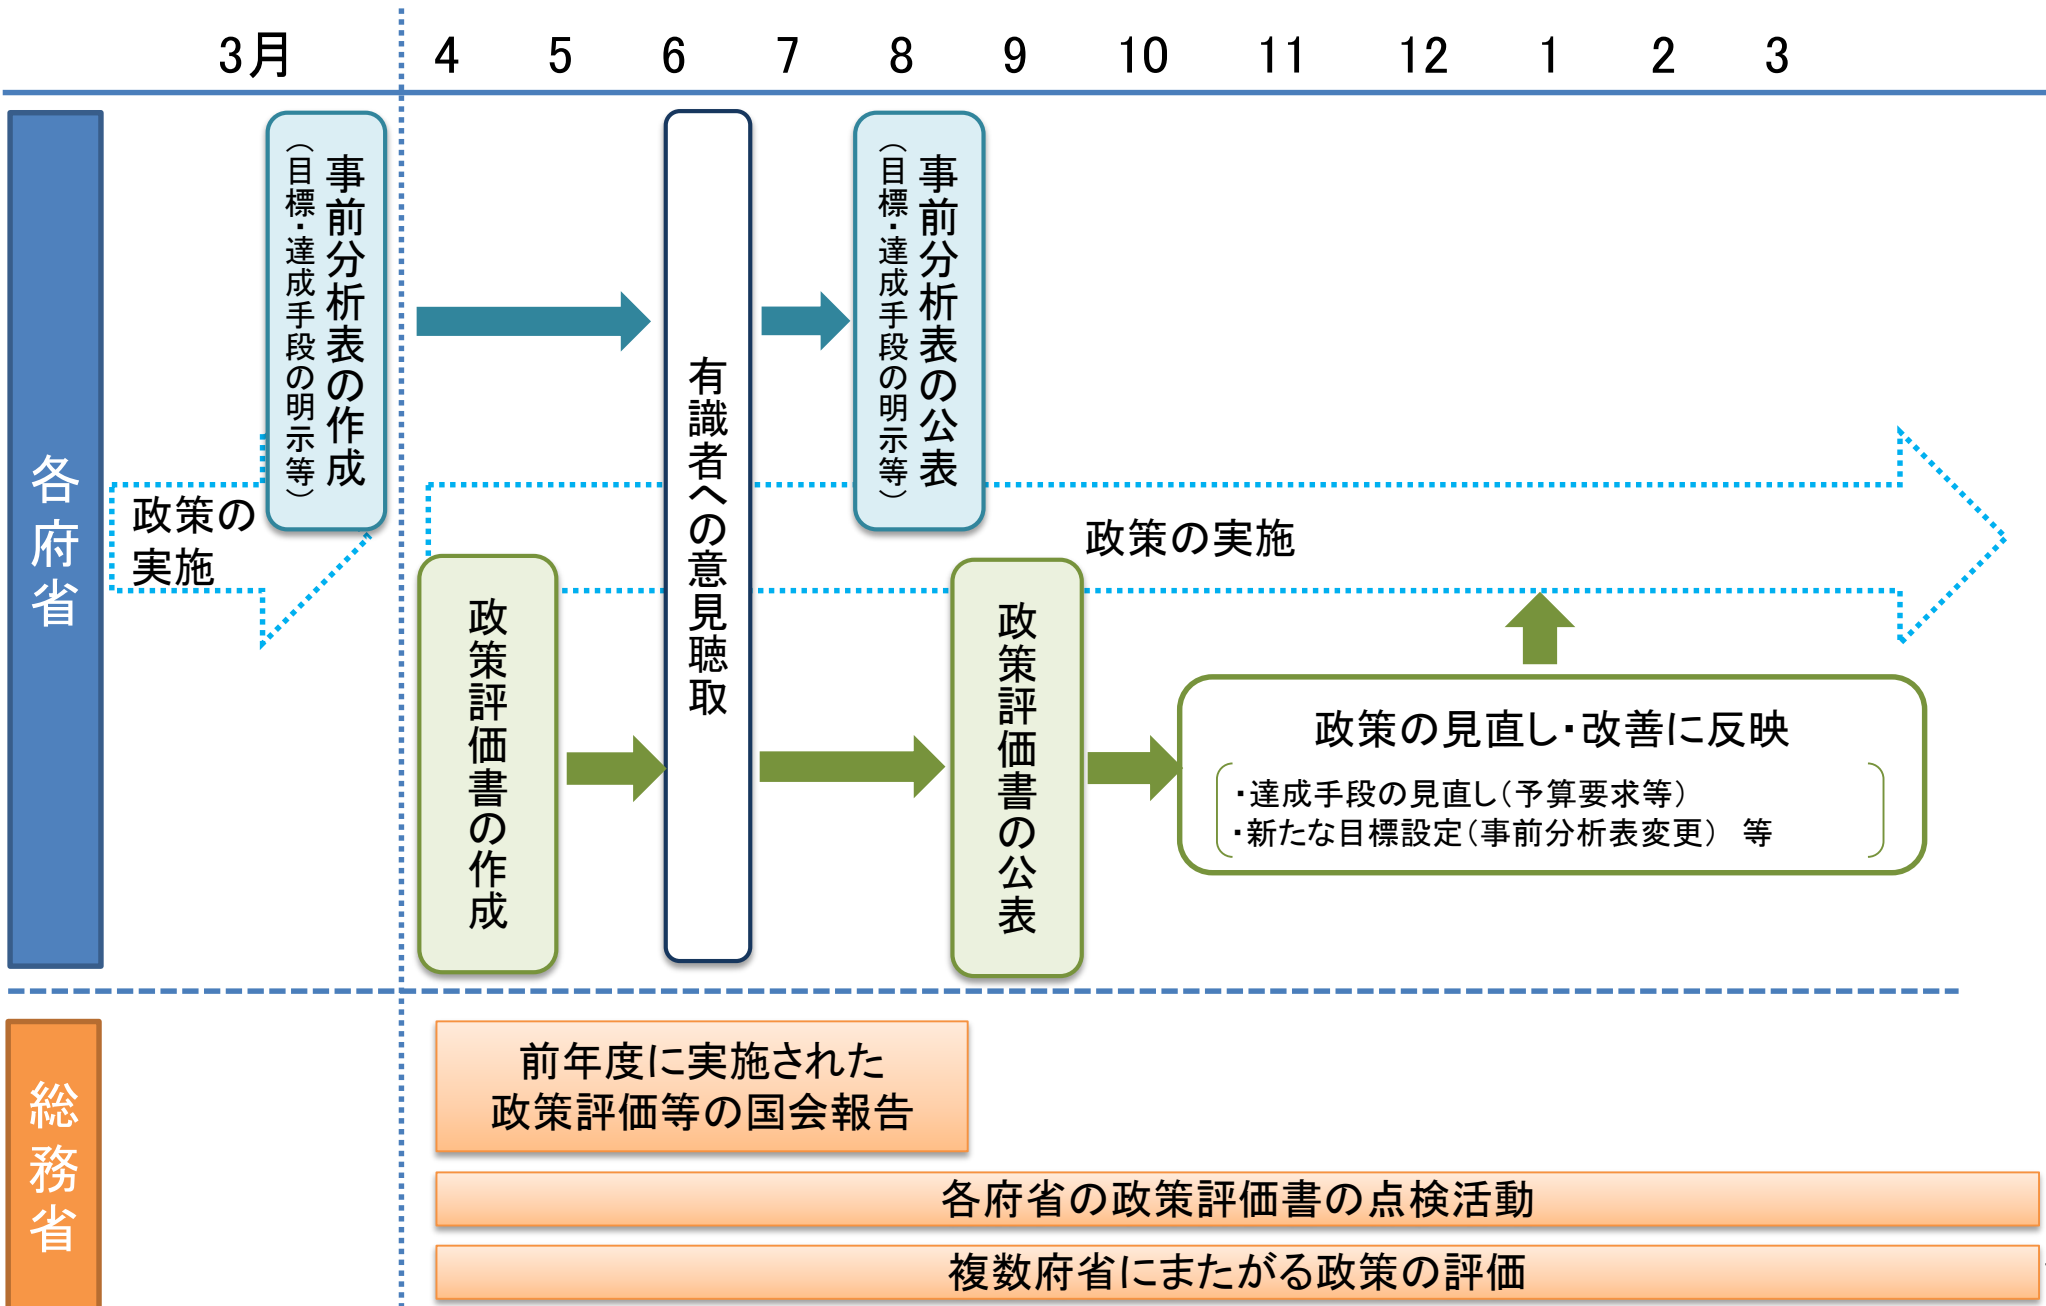 3月 4 5 6 7 8 9 10 11 12 1 2 3
各府省
事前分析表の作成
（目標・達成手段の明示等）
有識者への意見聴取
事前分析表の公表
（目標・達成手段の明示等）
政策の
実施
政策の実施
政策評価書の作成
政策評価書の公表
政策の見直し・改善に反映
・達成手段の見直し（予算要求等）
・新たな目標設定（事前分析表変更） 等
総務省
前年度に実施された
政策評価等の国会報告
各府省の政策評価書の点検活動
複数府省にまたがる政策の評価